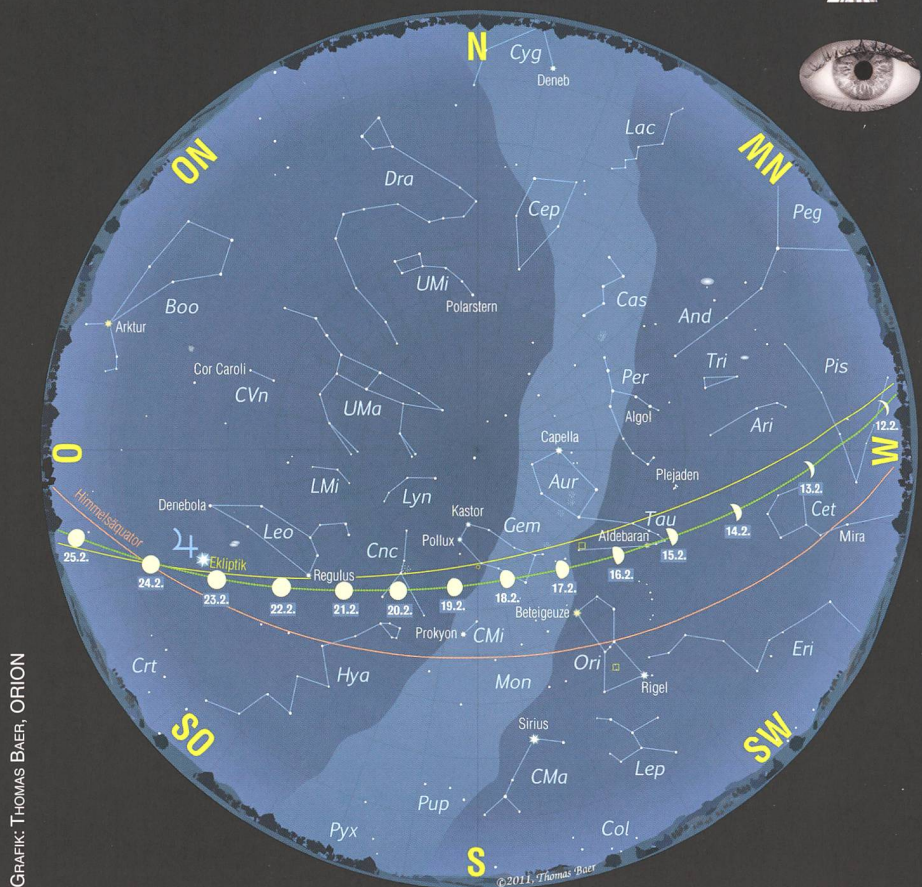 N
Cyg
Deneb
Lac
NO
NW
Dra
Cep
Peg
UMi
Polarstern
Cas
And
Boo
Arktur
Tri
Pis
Cor Caroli
CVn
Per
UMa
Algol
Ari
12.2.
Capella
O
W
Plejaden
13.2.
Aur
LMi
Lyn
Himmelsäquator
Denebola
Kastor
Gem
Tau
14.2.
Cet
Leo
Pollux
Aldebaran
Mira
Cnc
15.2.
25.2.
Ekliptik
Regulus
16.2.
24.2.
23.2.
22.2.
21.2.
20.2.
19.2.
18.2.
17.2.
Beteigeuze
Prokyon
CMi
Eri
Crt
Hya
Ori
Mon
Rigel
SO
Sirius
SW
CMa
Lep
Pup
Pyx
Col
S
©2011, Thomas Baer
GRAFIK: THOMAS BAER, ORION